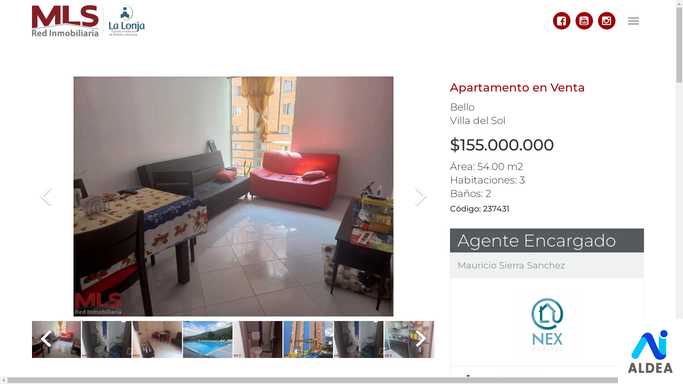 MLS
Red Inmobiliaria
La Lonja
Apartamento en Venta
Bello
Villa del Sol
$155.000.000
Área: 54.00 m2
Habitaciones: 3
Baños: 2
Código: 237431
Agente Encargado
Mauricio Sierra Sanchez
MLS
Red Inmobiliaria
NEX
ALDEA